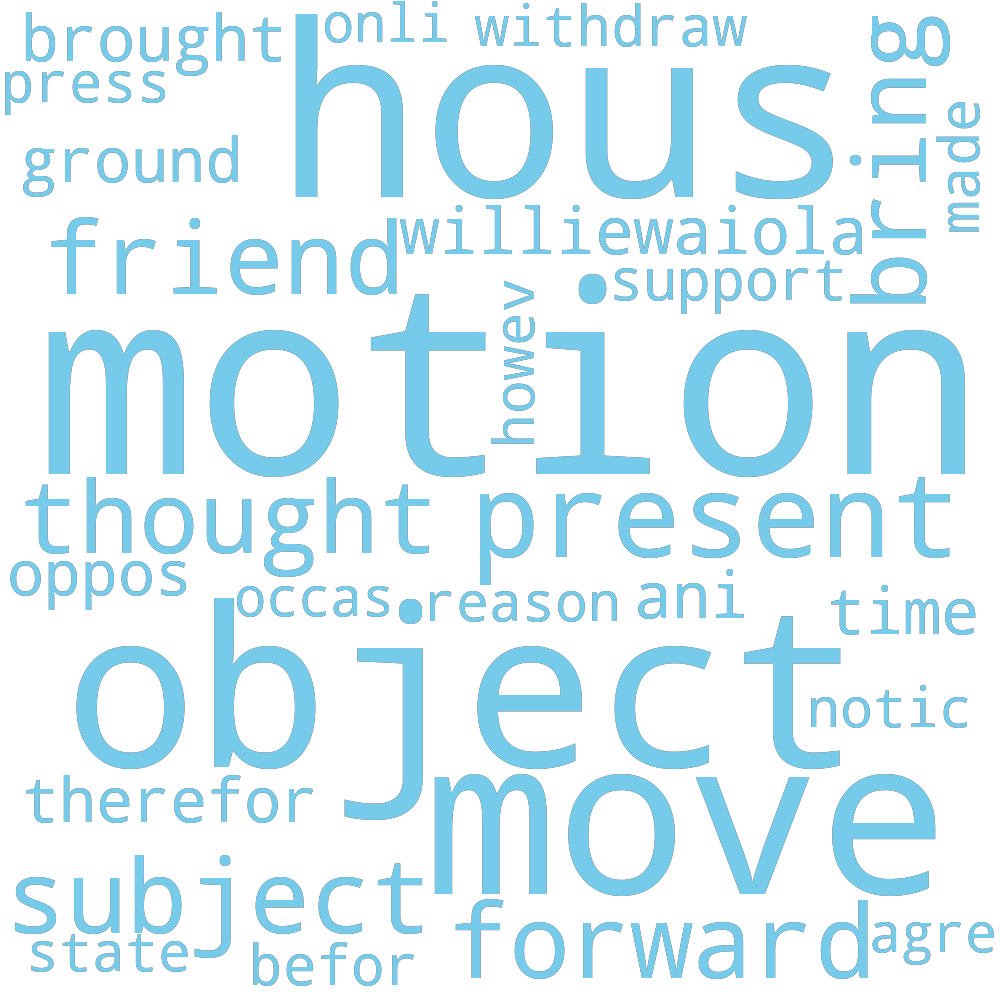 brought
onli
withdraw
press
hous
bring
made
ground
friend
williewaiola
support
howev
motion
thought
present
oppos
occas
reason
ani
time
object
notic
therefor
move
subject
forward
state
befor
agre